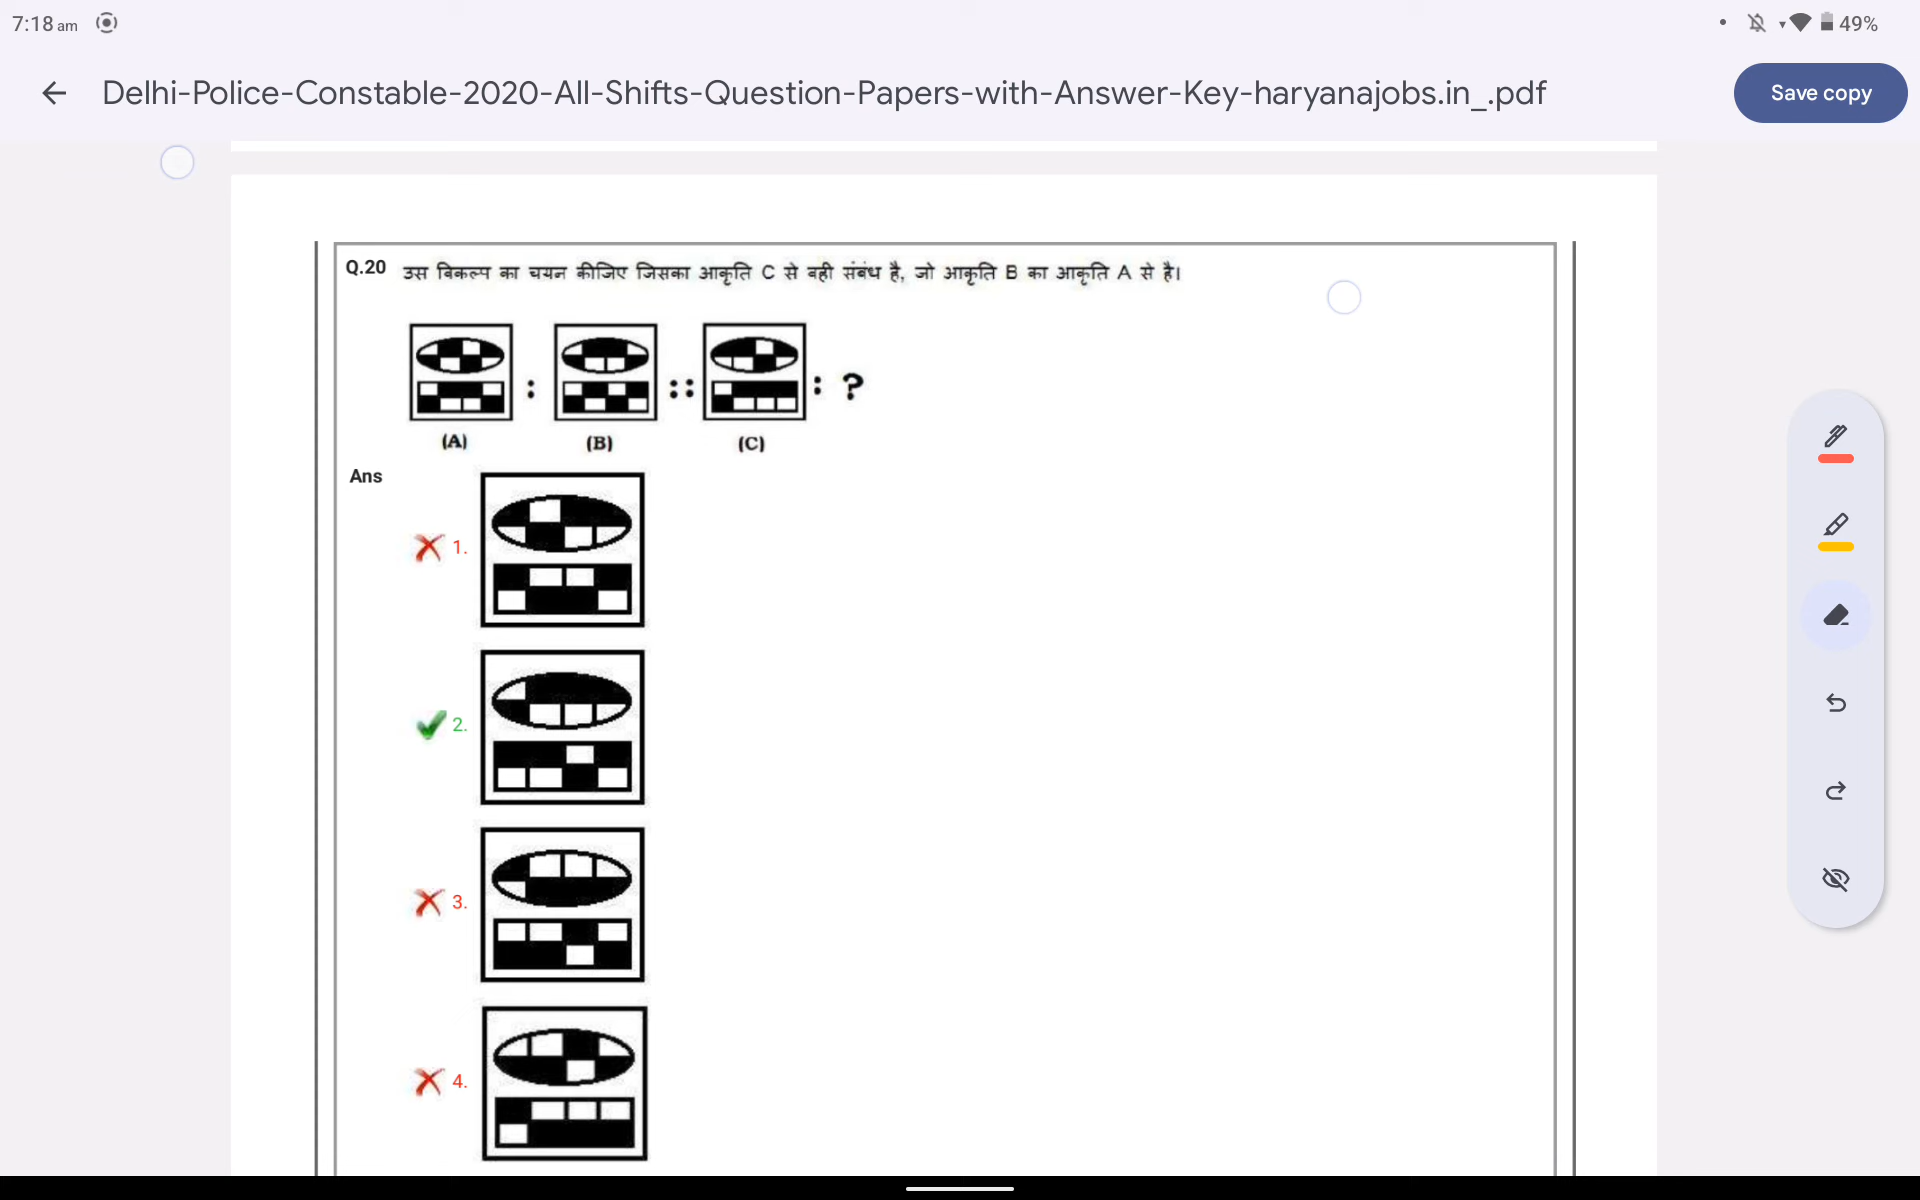 7:18 am
49%
Delhi-Police-Constable-2020-All-Shifts-Question-Papers-with-Answer-Key-haryanajobs.in_.pdf
Save copy
Q.20 उस विकल्प का चयन कीजिए जिसका आकृति C से वही संबंध है, जो आकृति B का आकृति A से है।
: :: : ?
(A) (B) (C)
Ans
1.
2.
3.
4.